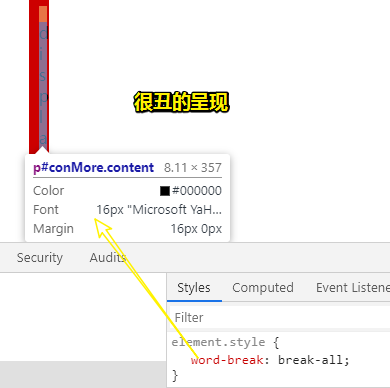 d
i
s
p
a
很丑的呈现
p#conMore.content 8.11 × 357
Color #000000
Font 16px "Microsoft YaH...
Margin 16px 0px
Security Audits
Styles Computed Event Listene
Filter
element.style {
word-break: break-all;
}